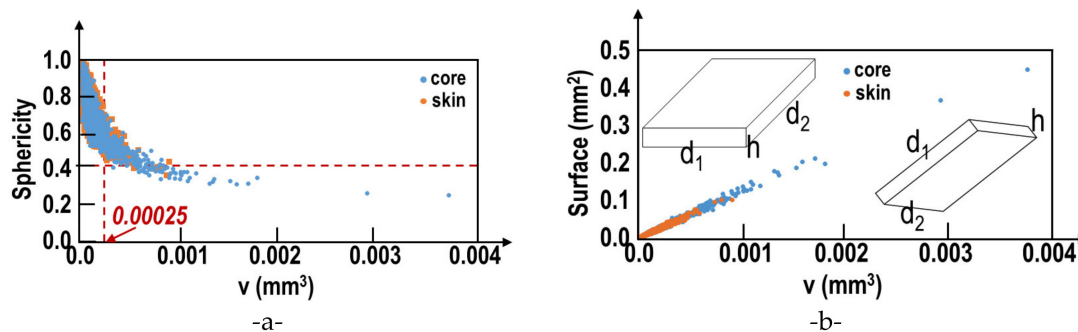 Sphericity
1.0
0.8
0.6
0.4
0.2
0.0
core
skin
0.00025
0.0 0.001 0.002 0.003 0.004
v (mm³)
-a-
Surface (mm²)
0.5
0.4
0.3
0.2
0.1
0.0
core
skin
d₁ h d₂
d₁ h
d₂
0.0 0.001 0.002 0.003 0.004
v (mm³)
-b-